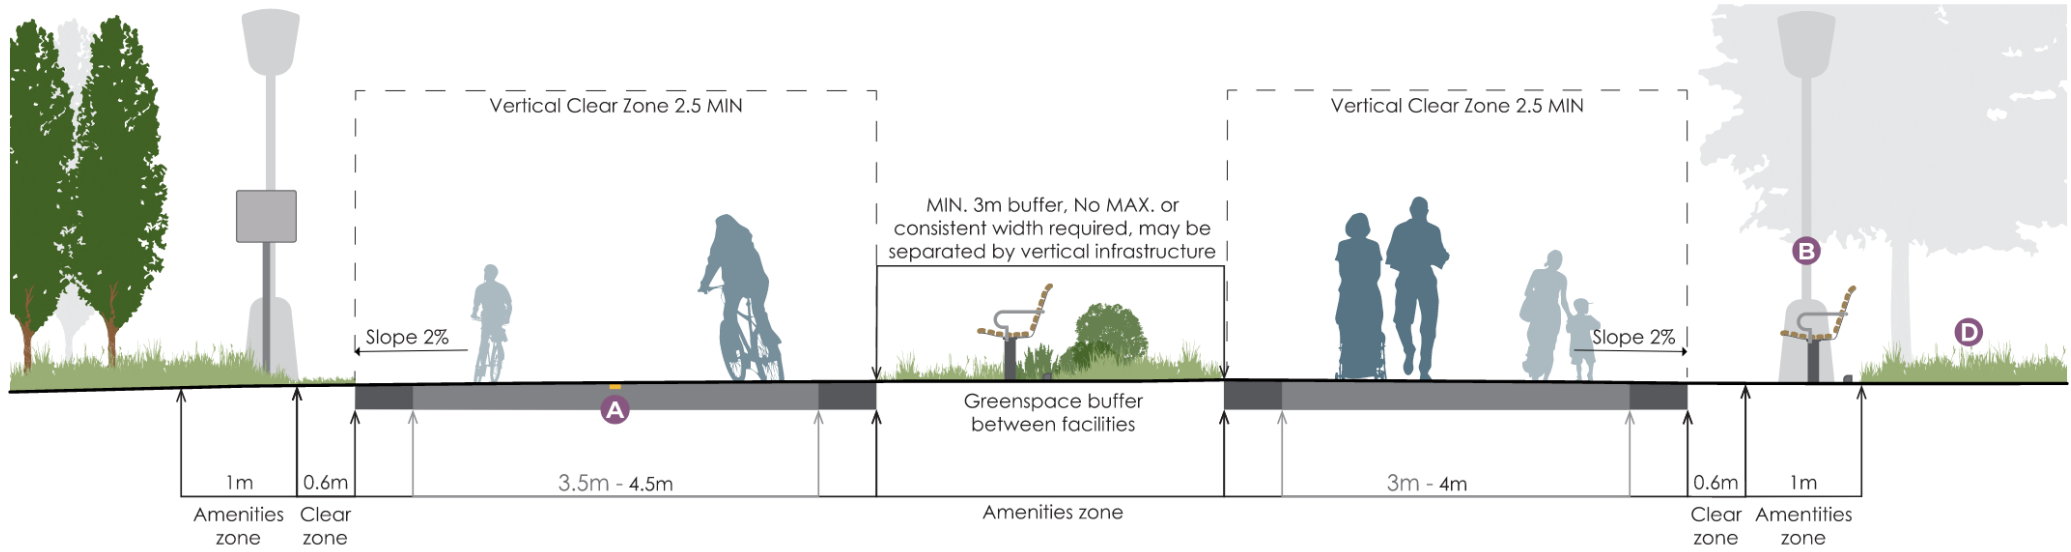 Vertical Clear Zone 2.5 MIN
Vertical Clear Zone 2.5 MIN
MIN. 3m buffer, No MAX. or
consistent width required, may be
separated by vertical infrastructure
B
D
Slope 2%
Slope 2%
A
Greenspace buffer
between facilities
1m
0.6m
3.5m - 4.5m
3m - 4m
0.6m
1m
Amenities
zone
Clear
zone
Amenities zone
Clear
zone
Amentities
zone